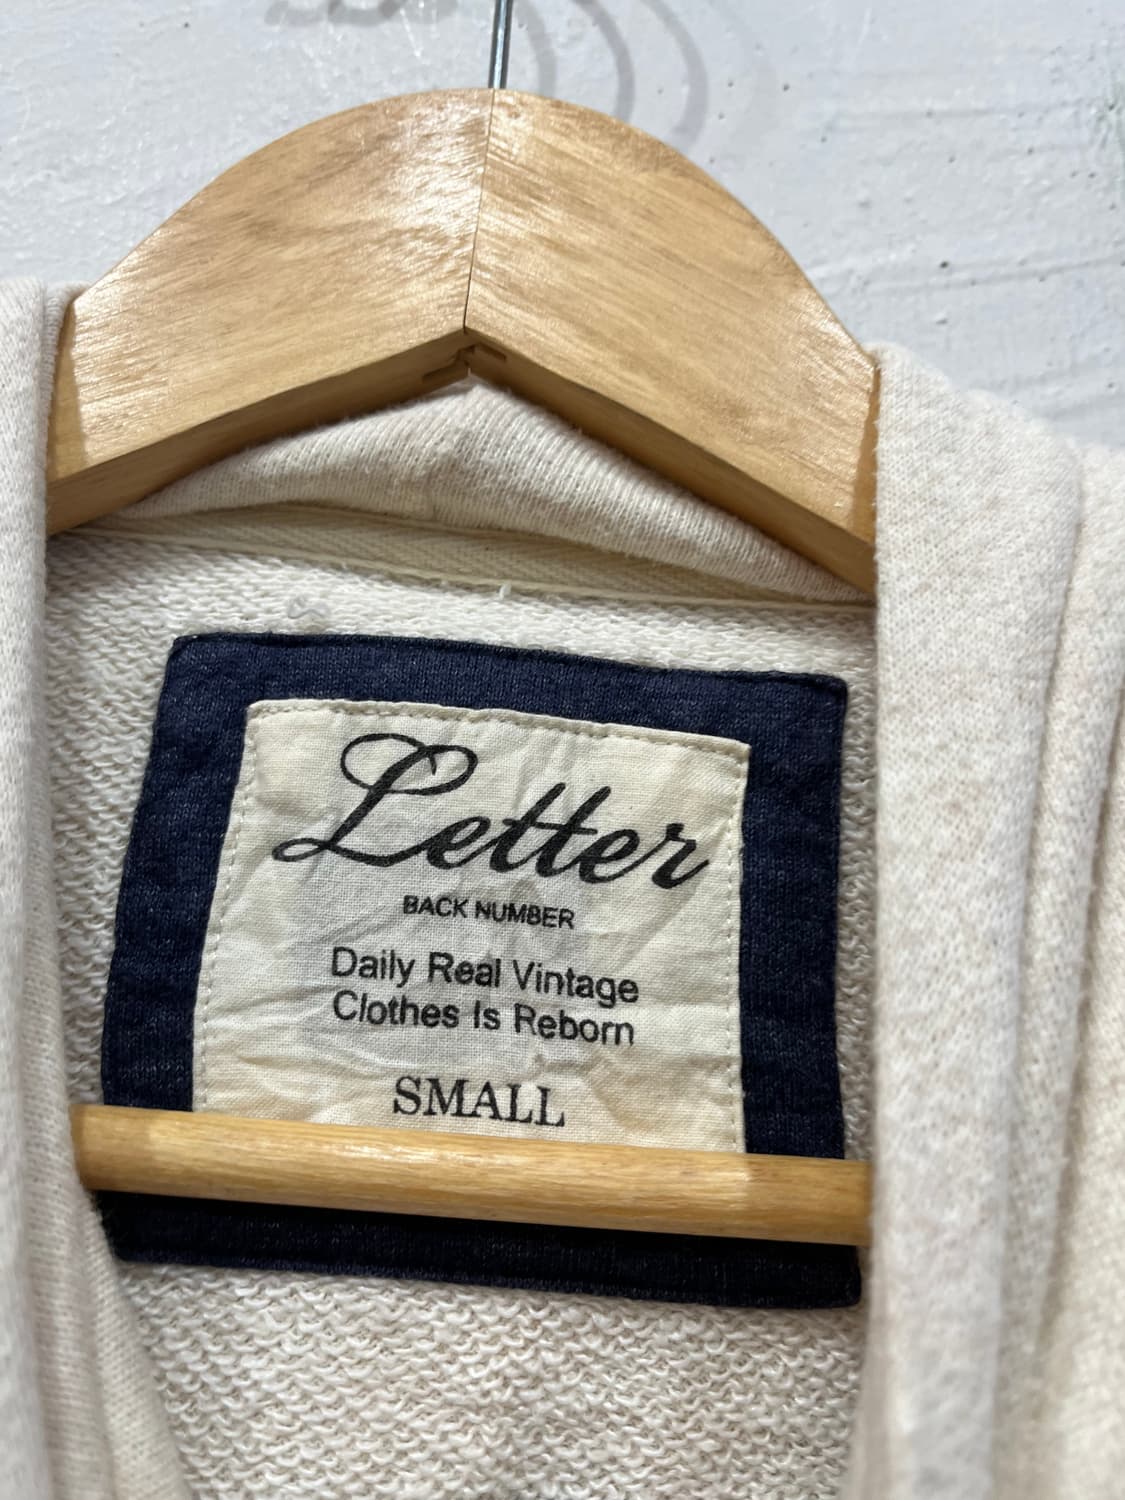 Letter
BACK NUMBER
Daily Real Vintage
Clothes Is Reborn
SMALL